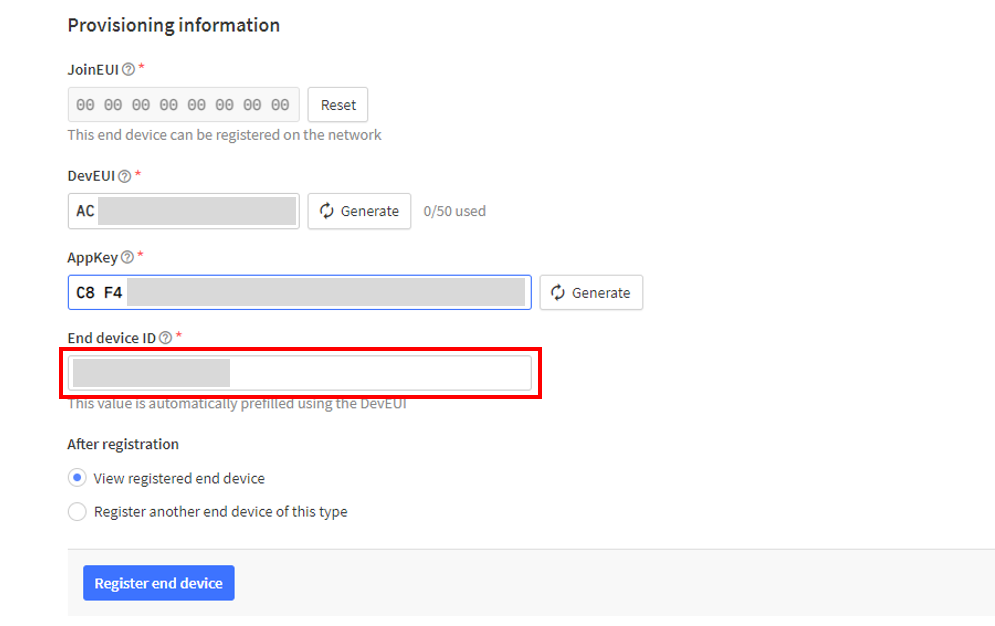 Provisioning information
JoinEUI *
00 00 00 00 00 00 00 00 Reset
This end device can be registered on the network
DevEUI *
AC Generate 0/50 used
AppKey *
C8 F4 Generate
End device ID *
This value is automatically prefilled using the DevEUI
After registration
View registered end device
Register another end device of this type
Register end device